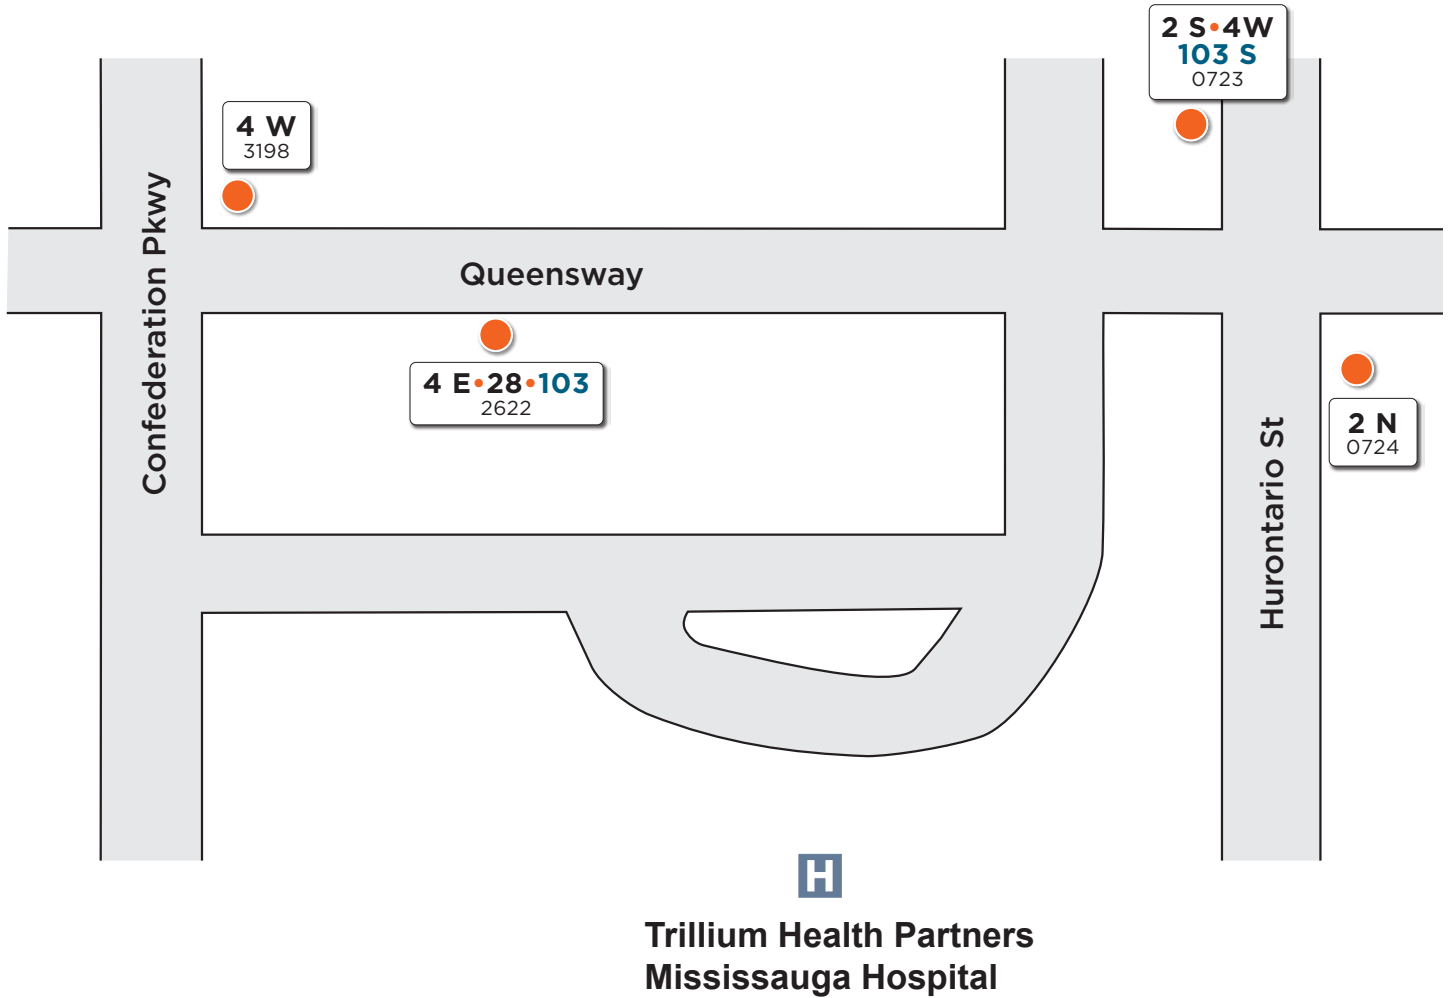 2 S•4W
103 S
0723
4 W
3198
Confederation Pkwy
Queensway
4 E•28•103
2622
2 N
0724
Hurontario St
H
Trillium Health Partners
Mississauga Hospital